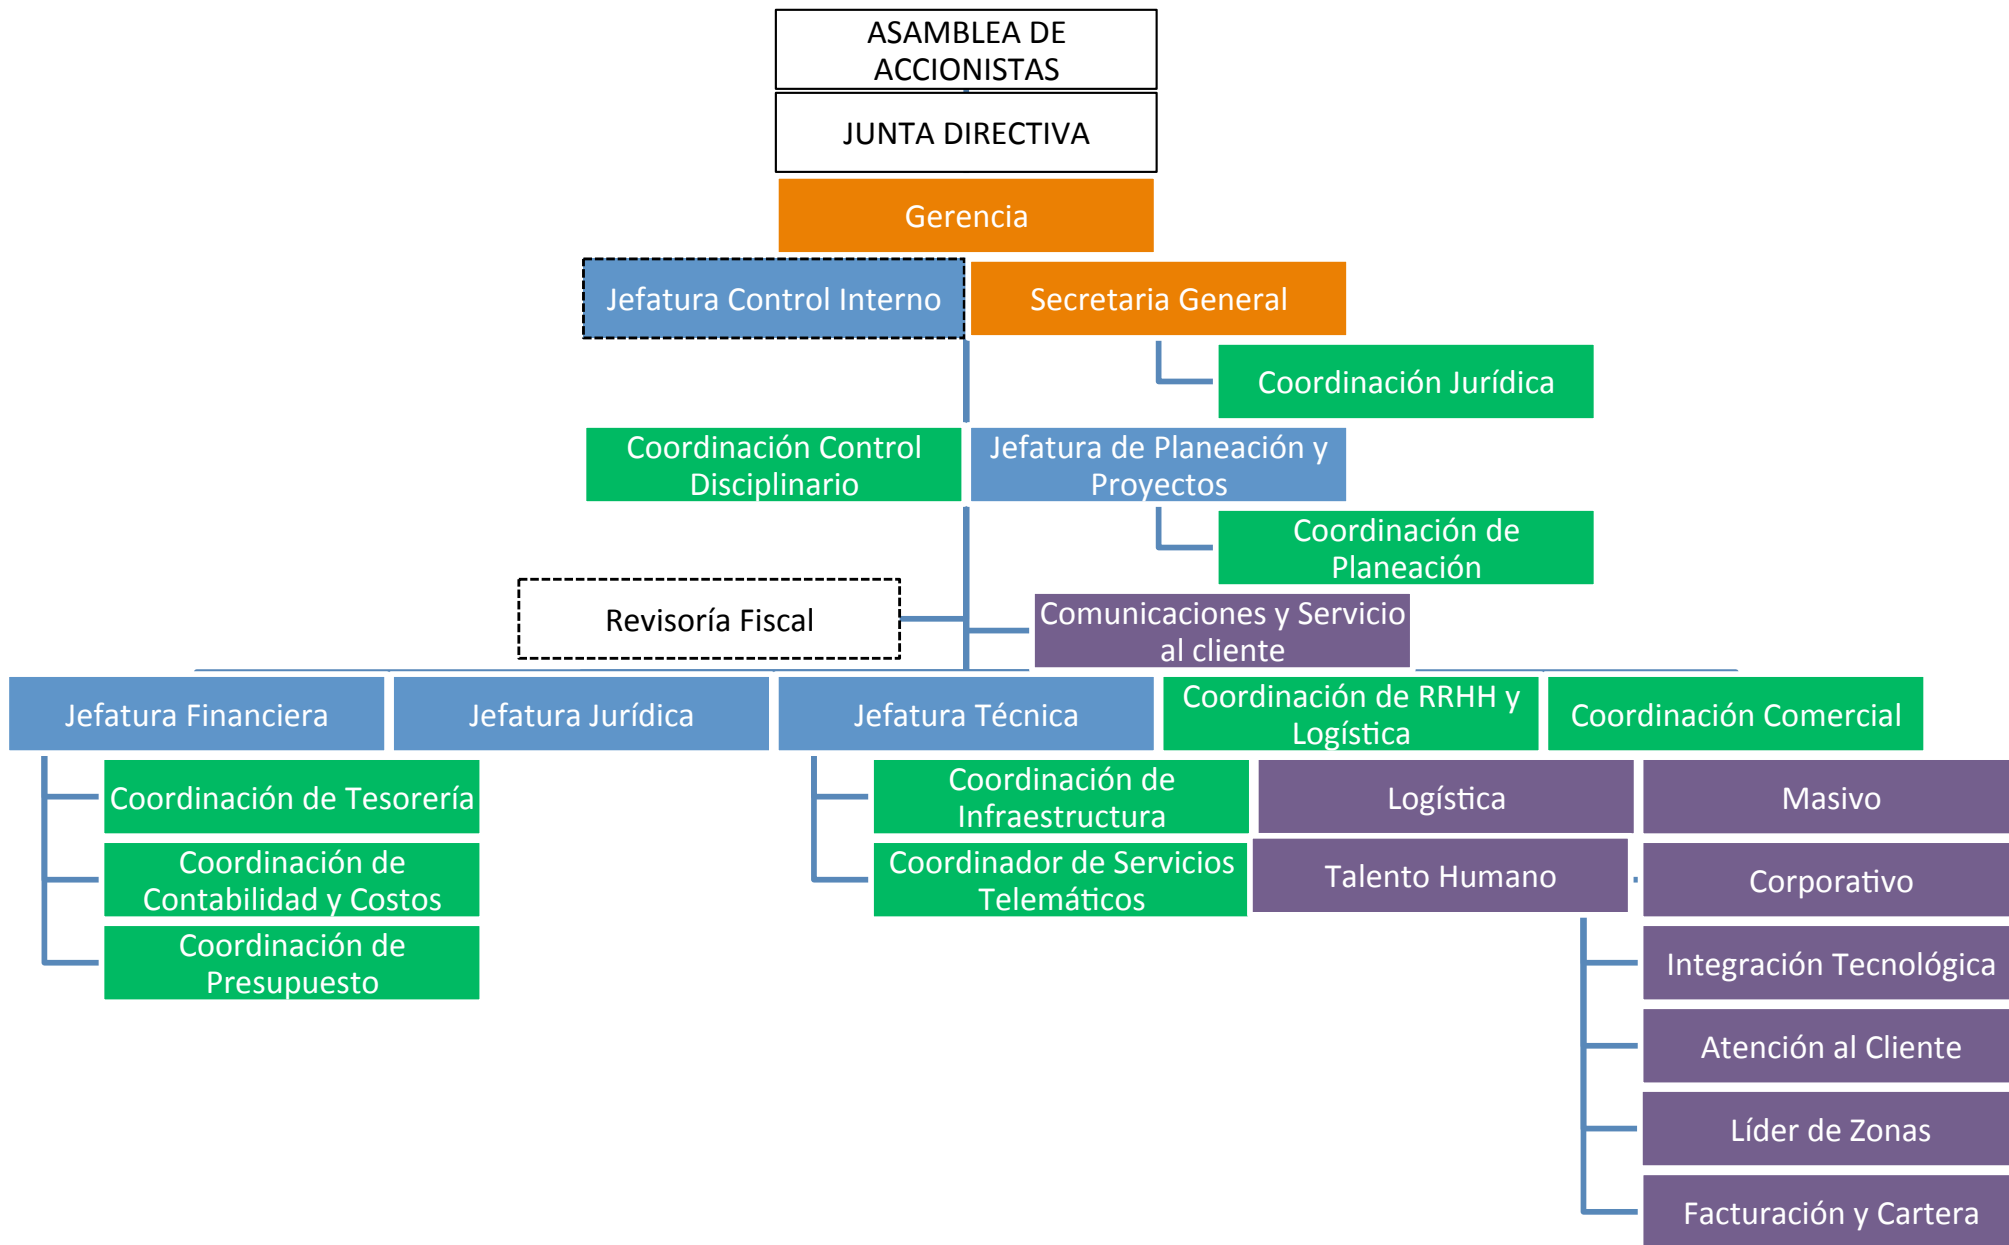 ASAMBLEA DE
ACCIONISTAS
JUNTA DIRECTIVA
Gerencia
Jefatura Control Interno
Secretaria General
Coordinación Jurídica
Coordinación Control
Disciplinario
Jefatura de Planeación y
Proyectos
Coordinación de
Planeación
Revisoría Fiscal
Comunicaciones y Servicio
al cliente
Jefatura Financiera
Jefatura Jurídica
Jefatura Técnica
Coordinación de RRHH y
Logística
Coordinación Comercial
Coordinación de Tesorería
Coordinación de
Infraestructura
Logística
Masivo
Coordinación de
Contabilidad y Costos
Coordinador de Servicios
Telemáticos
Talento Humano
Corporativo
Coordinación de
Presupuesto
Integración Tecnológica
Atención al Cliente
Líder de Zonas
Facturación y Cartera